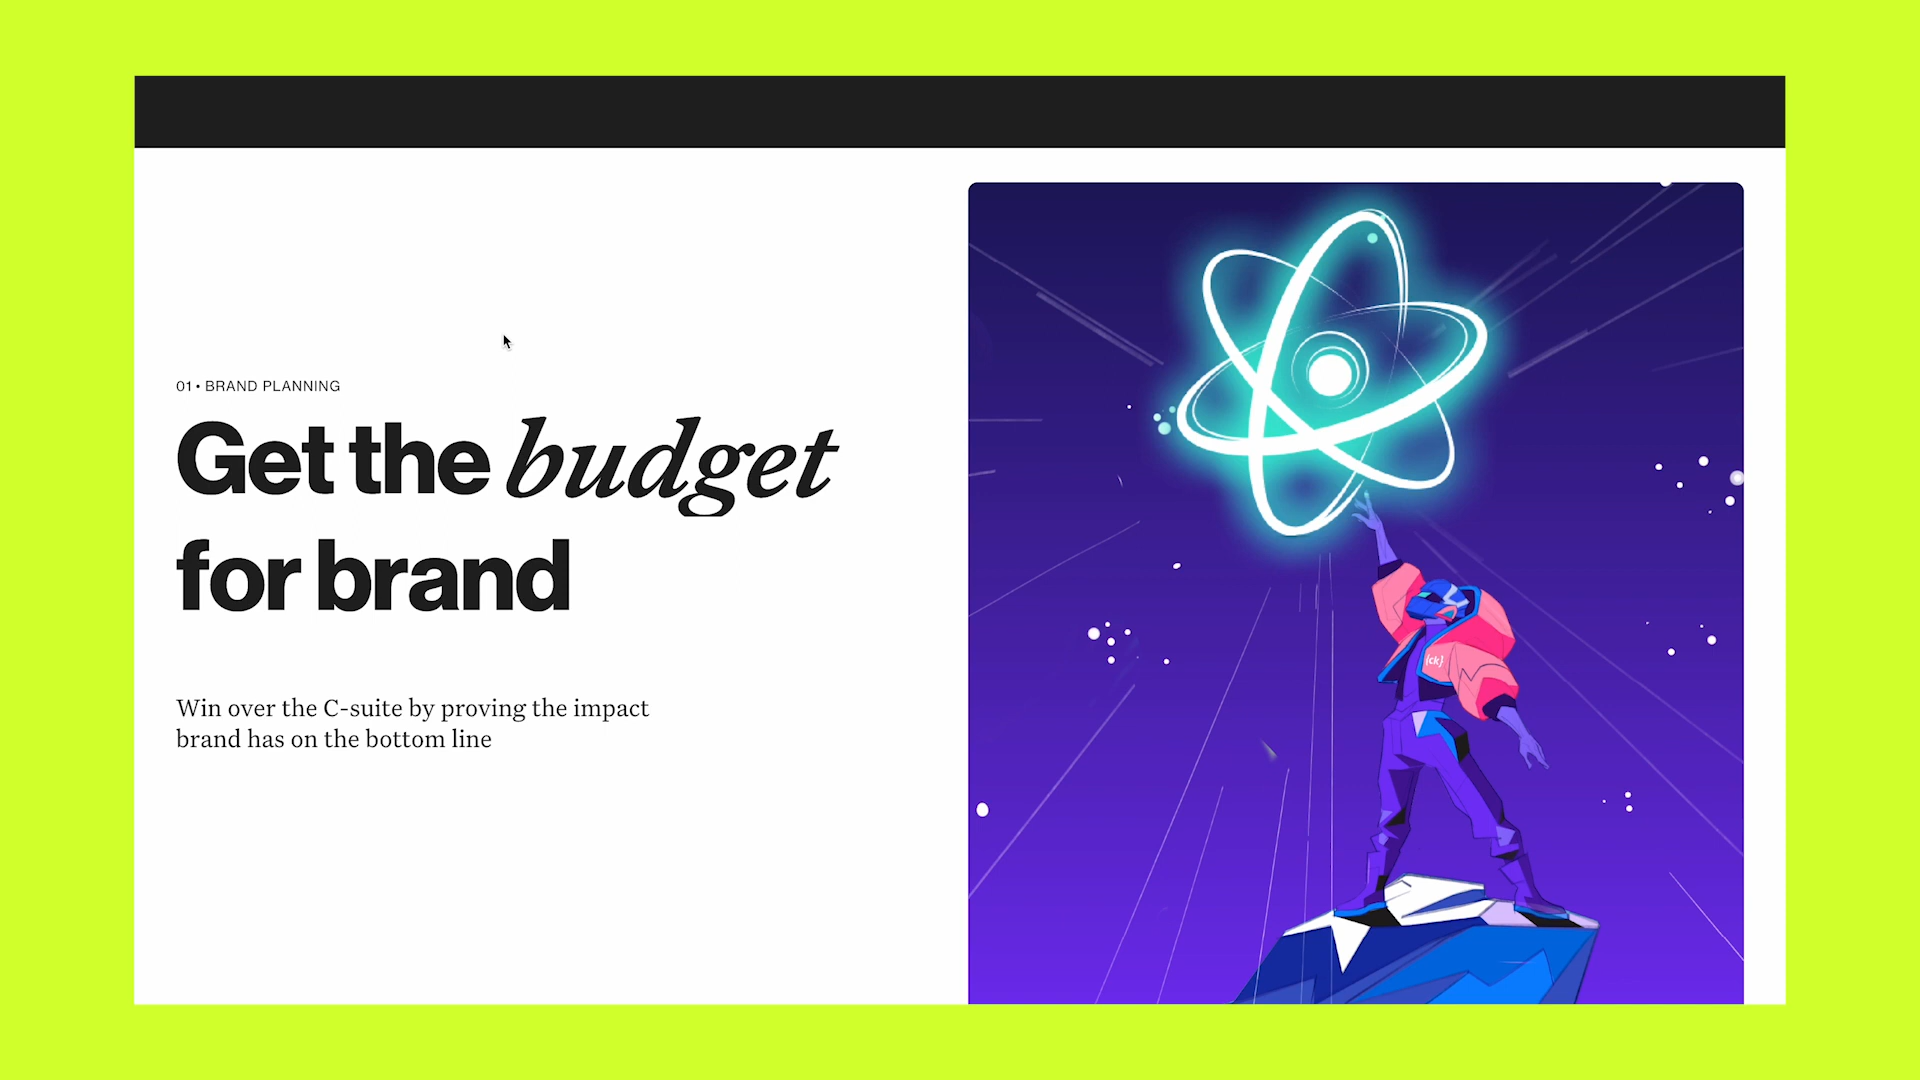 01 • BRAND PLANNING
Get the budget
for brand
Win over the C-suite by proving the impact
brand has on the bottom line
{ck}